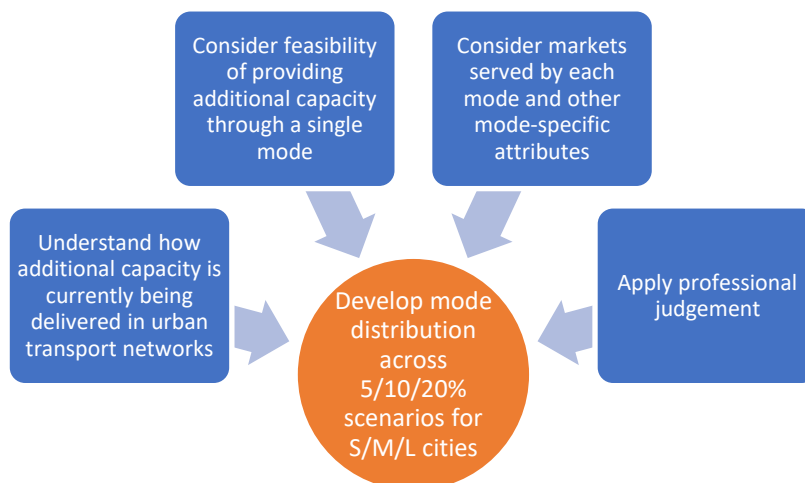 Consider feasibility
of providing
additional capacity
through a single
mode
Consider markets
served by each
mode and other
mode-specific
attributes
Understand how
additional capacity is
currently being
delivered in urban
transport networks
Apply professional
judgement
Develop mode
distribution
across
5/10/20%
scenarios for
S/M/L cities